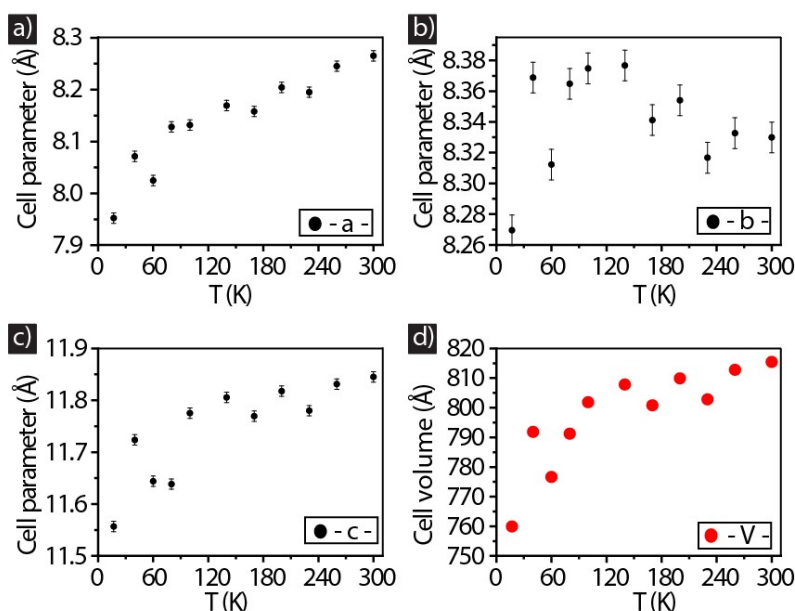 a)
Cell parameter (Å)
8.3
8.2
8.1
8.0
7.9
0 60 120 180 240 300
T (K)
- a -
b)
Cell parameter (Å)
8.38
8.36
8.34
8.32
8.30
8.28
8.26
0 60 120 180 240 300
T (K)
- b -
c)
Cell parameter (Å)
11.9
11.8
11.7
11.6
11.5
0 60 120 180 240 300
T (K)
- c -
d)
Cell volume (Å)
820
810
800
790
780
770
760
750
0 60 120 180 240 300
T (K)
- V -